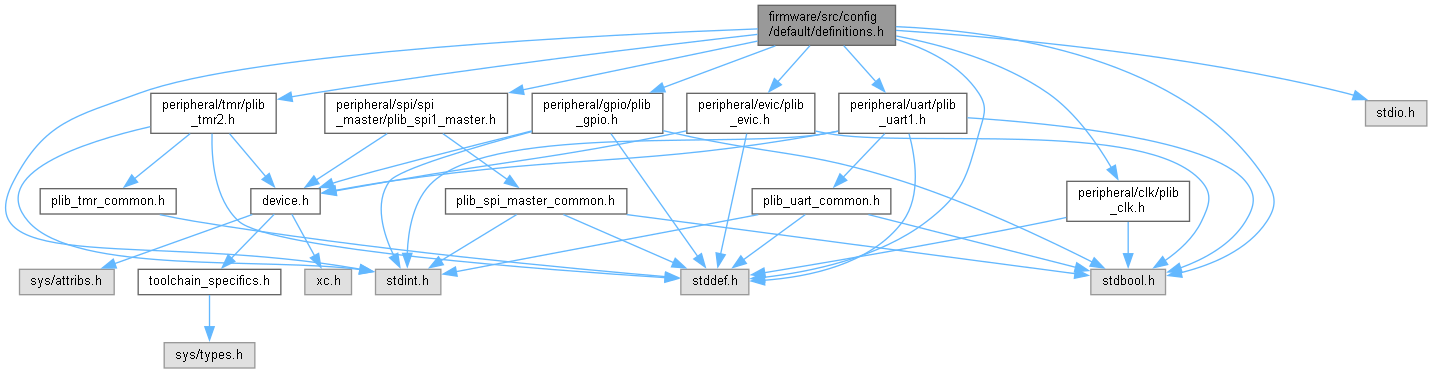 firmware/src/config
/default/definitions.h
peripheral/tmr/plib
_tmr2.h
peripheral/spi/spi
_master/plib_spi1_master.h
peripheral/gpio/plib
_gpio.h
peripheral/evic/plib
_evic.h
peripheral/uart/plib
_uart1.h
stdio.h
plib_tmr_common.h
device.h
plib_spi_master_common.h
plib_uart_common.h
peripheral/clk/plib
_clk.h
sys/attribs.h
toolchain_specifics.h
xc.h
stdint.h
stddef.h
stdbool.h
sys/types.h